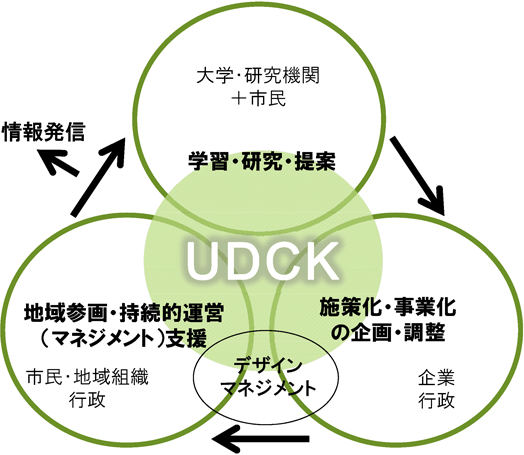 大学・研究機関
＋市民
情報発信
学習・研究・提案
UDCK
地域参画・持続的運営
（マネジメント）支援
施策化・事業化
の企画・調整
デザイン
マネジメント
市民・地域組織
行政
企業
行政